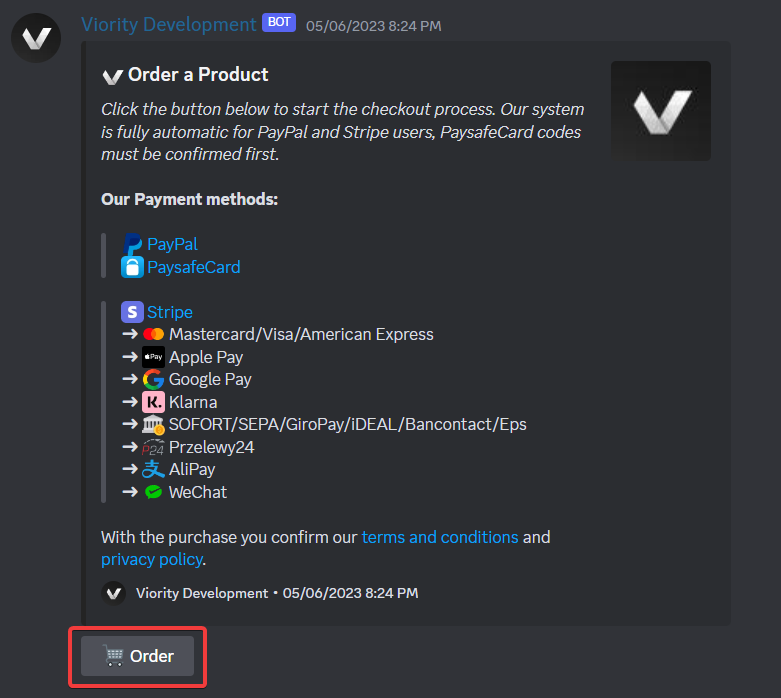 Viority Development BOT 05/06/2023 8:24 PM
Order a Product
Click the button below to start the checkout process. Our system
is fully automatic for PayPal and Stripe users, PaysafeCard codes
must be confirmed first.
Our Payment methods:
PayPal
PaysafeCard
S Stripe
→ Mastercard/Visa/American Express
→ Pay Apple Pay
→ G Google Pay
→ K. Klarna
→ SOFORT/SEPA/GiroPay/iDEAL/Bancontact/Eps
→ P24 Przelewy24
→ 支 AliPay
→ WeChat
With the purchase you confirm our terms and conditions and
privacy policy.
Viority Development • 05/06/2023 8:24 PM
Order